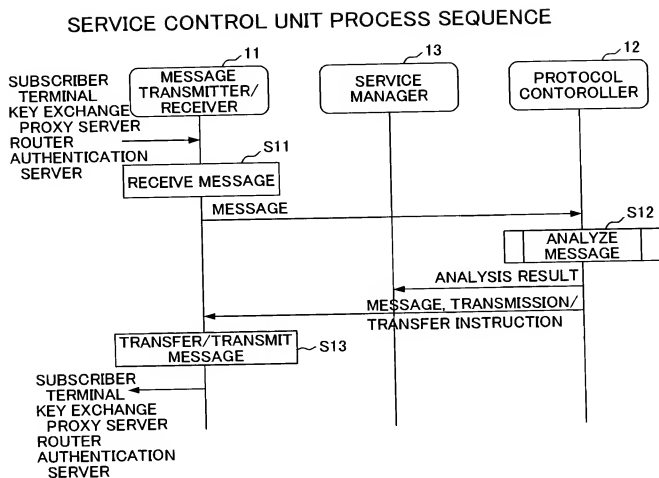 SERVICE CONTROL UNIT PROCESS SEQUENCE
11
13
12
SUBSCRIBER
TERMINAL
KEY EXCHANGE
PROXY SERVER
ROUTER
AUTHENTICATION
SERVER
MESSAGE
TRANSMITTER/
RECEIVER
SERVICE
MANAGER
PROTOCOL
CONTOROLLER
S11
RECEIVE MESSAGE
MESSAGE
S12
ANALYZE
MESSAGE
ANALYSIS RESULT
MESSAGE, TRANSMISSION/
TRANSFER INSTRUCTION
TRANSFER/TRANSMIT
MESSAGE
S13
SUBSCRIBER
TERMINAL
KEY EXCHANGE
PROXY SERVER
ROUTER
AUTHENTICATION
SERVER